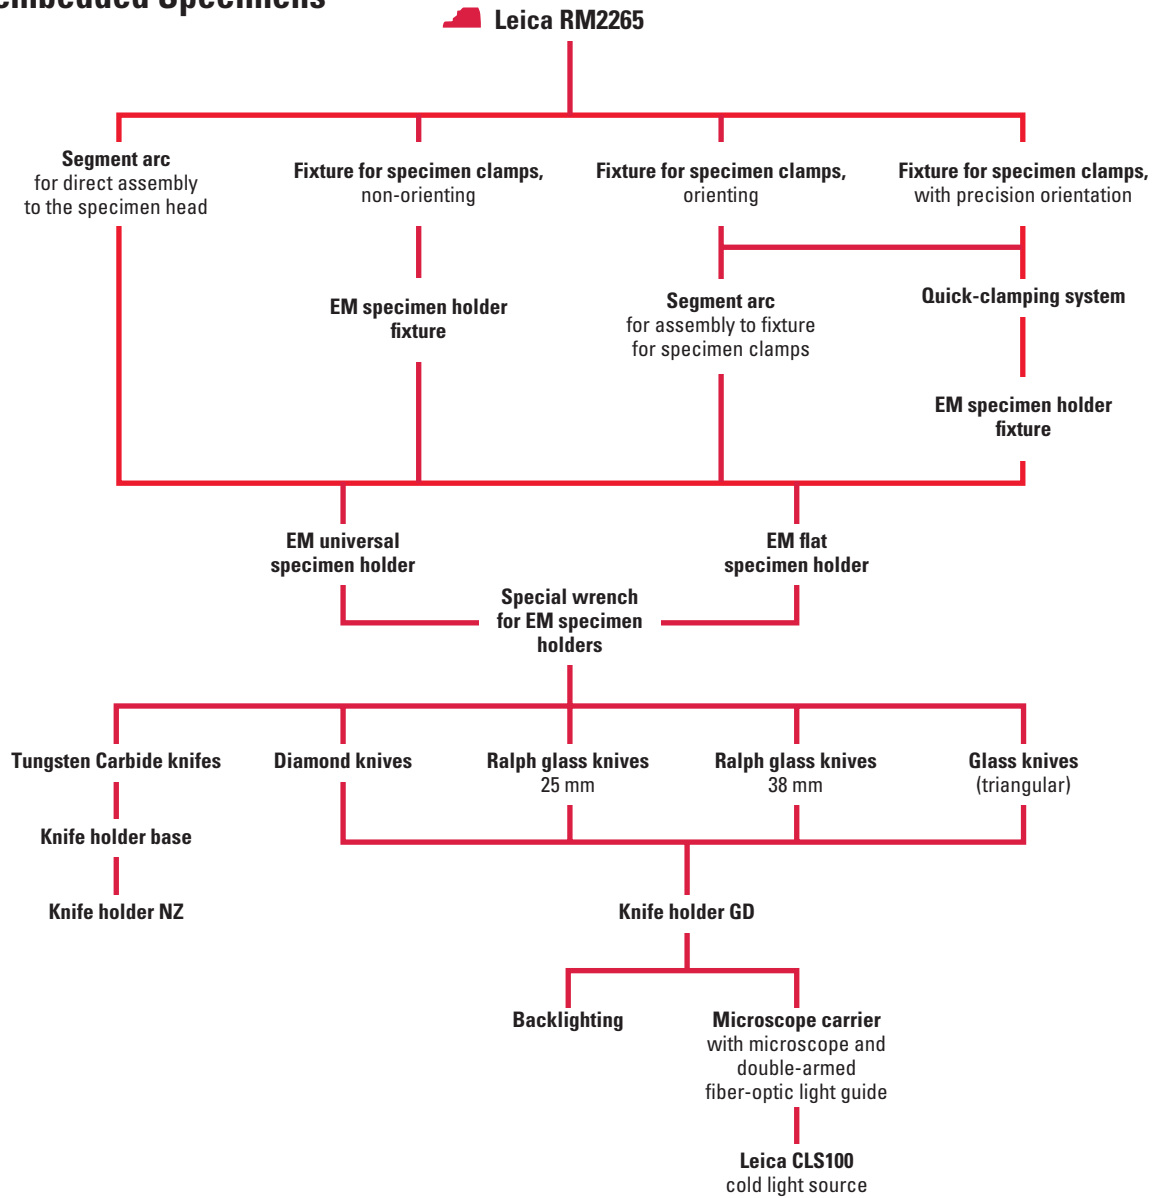 embedded Specimens
Leica RM2265
Segment arc
for direct assembly
to the specimen head
Fixture for specimen clamps,
non-orienting
Fixture for specimen clamps,
orienting
Fixture for specimen clamps,
with precision orientation
EM specimen holder
fixture
Segment arc
for assembly to fixture
for specimen clamps
Quick-clamping system
EM specimen holder
fixture
EM universal
specimen holder
EM flat
specimen holder
Special wrench
for EM specimen
holders
Tungsten Carbide knifes
Diamond knives
Ralph glass knives
25 mm
Ralph glass knives
38 mm
Glass knives
(triangular)
Knife holder base
Knife holder NZ
Knife holder GD
Backlighting
Microscope carrier
with microscope and
double-armed
fiber-optic light guide
Leica CLS100
cold light source